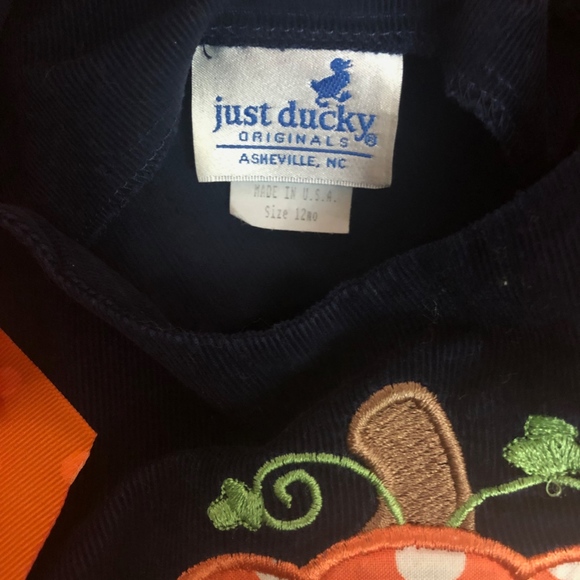 just ducky
ORIGINALS®
ASHEVILLE, NC
MADE IN U.S.A.
Size 12mo